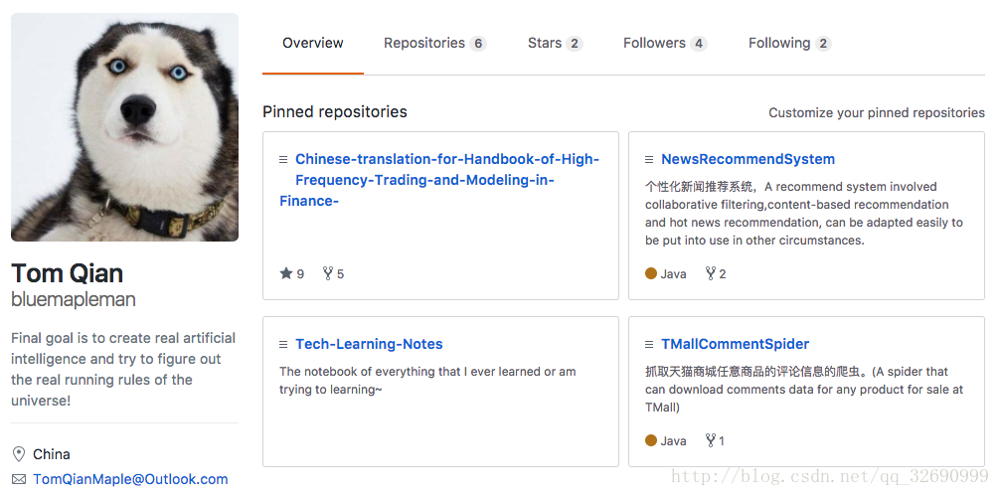 Overview
Repositories 6
Stars 2
Followers 4
Following 2
Pinned repositories
Customize your pinned repositories
Chinese-translation-for-Handbook-of-High-
Frequency-Trading-and-Modeling-in-
Finance-
9 5
NewsRecommendSystem
个性化新闻推荐系统，A recommend system involved
collaborative filtering,content-based recommendation
and hot news recommendation, can be adapted easily to
be put into use in other circumstances.
Java 2
Tech-Learning-Notes
The notebook of everything that I ever learned or am
trying to learning~
TMallCommentSpider
抓取天猫商城任意商品的评论信息的爬虫。(A spider that
can download comments data for any product for sale at
TMall)
Java 1
Tom Qian
bluemapleman
Final goal is to create real artificial
intelligence and try to figure out
the real running rules of the
universe!
China
TomQianMaple@Outlook.com
http://blog.csdn.net/qq_32690999